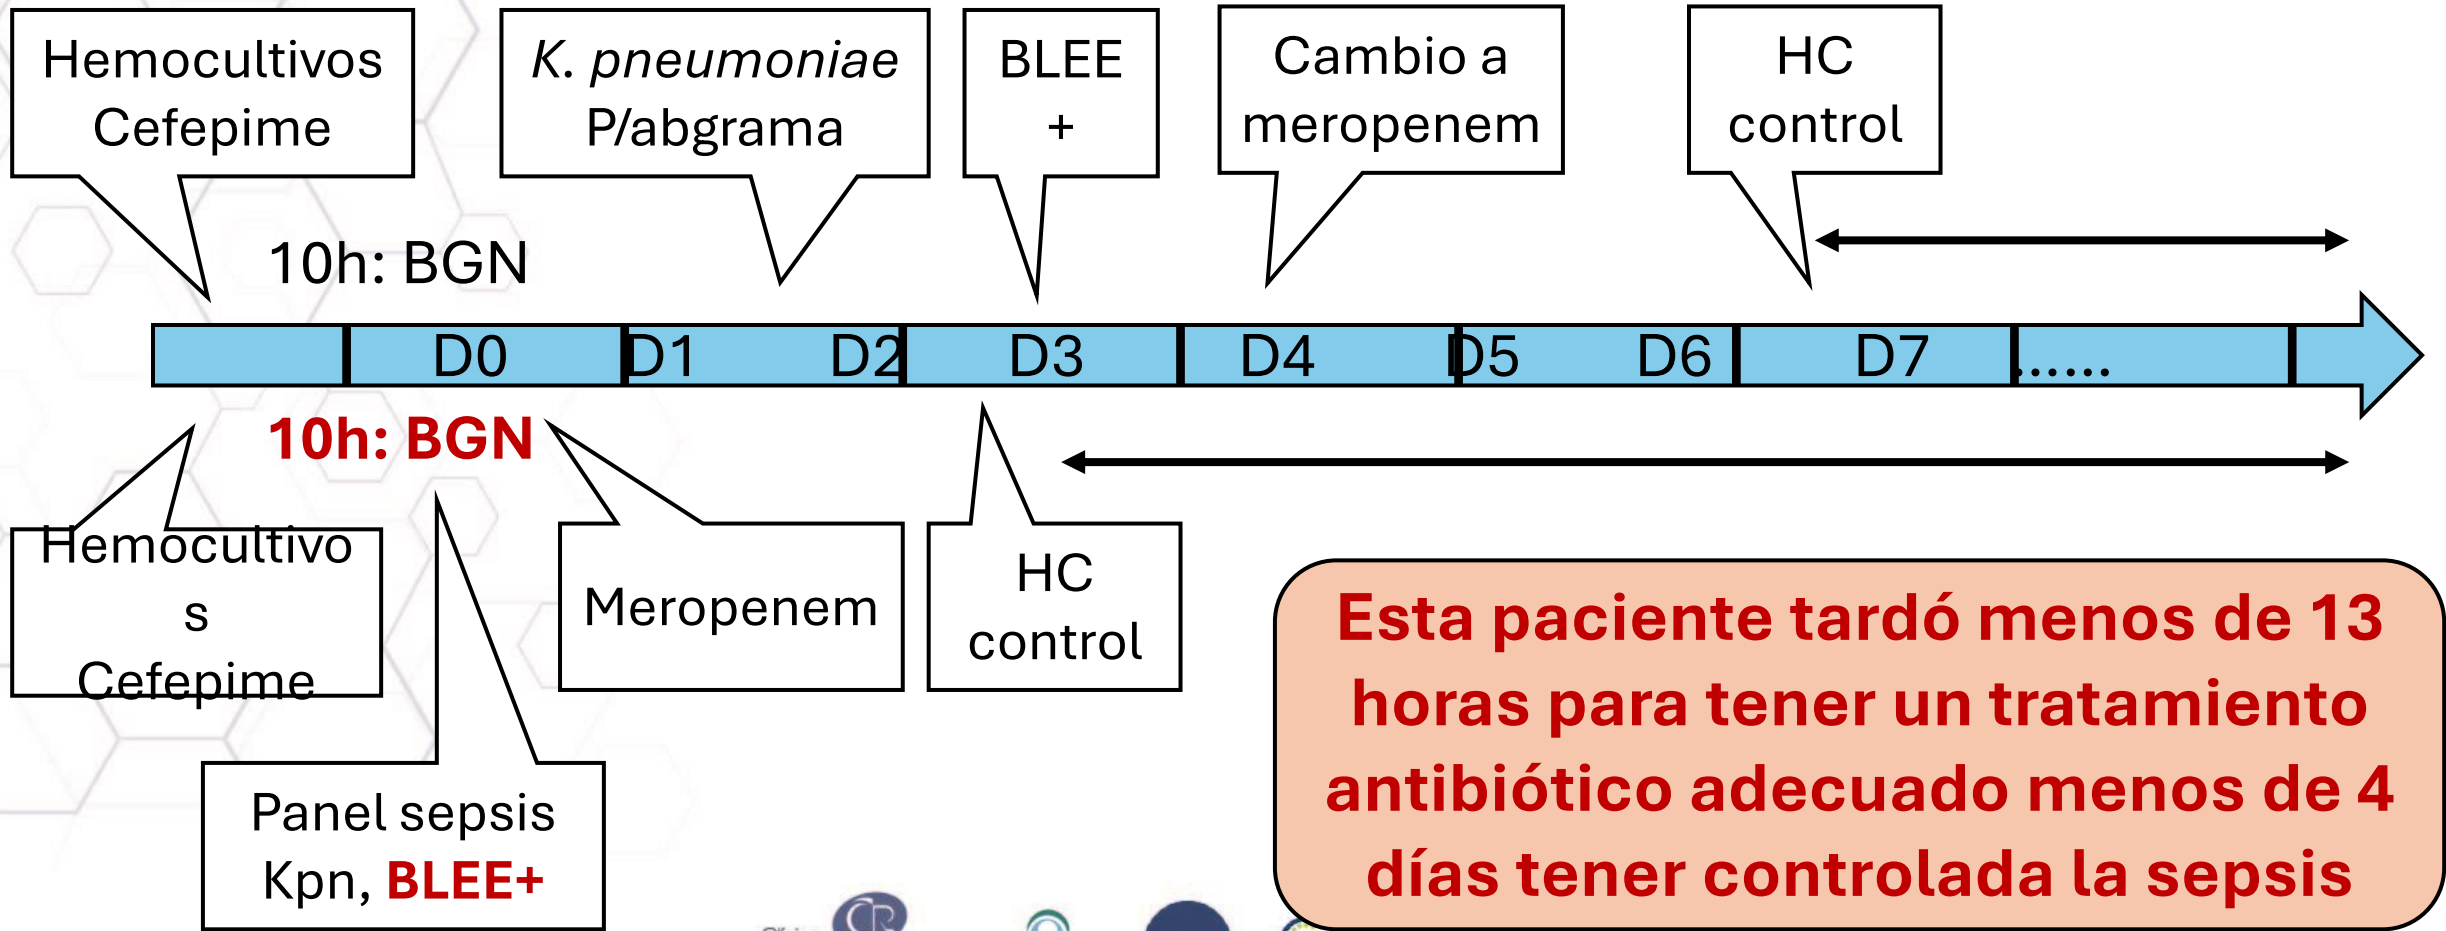 Hemocultivos
Cefepime
K. pneumoniae
P/abgrama
BLEE
+
Cambio a
meropenem
HC
control
10h: BGN
D0 D1 D2 D3 D4 D5 D6 D7 ......
10h: BGN
Hemocultivo
s
Cefepime
Panel sepsis
Kpn, BLEE+
Meropenem
HC
control
Esta paciente tardó menos de 13
horas para tener un tratamiento
antibiótico adecuado menos de 4
días tener controlada la sepsis